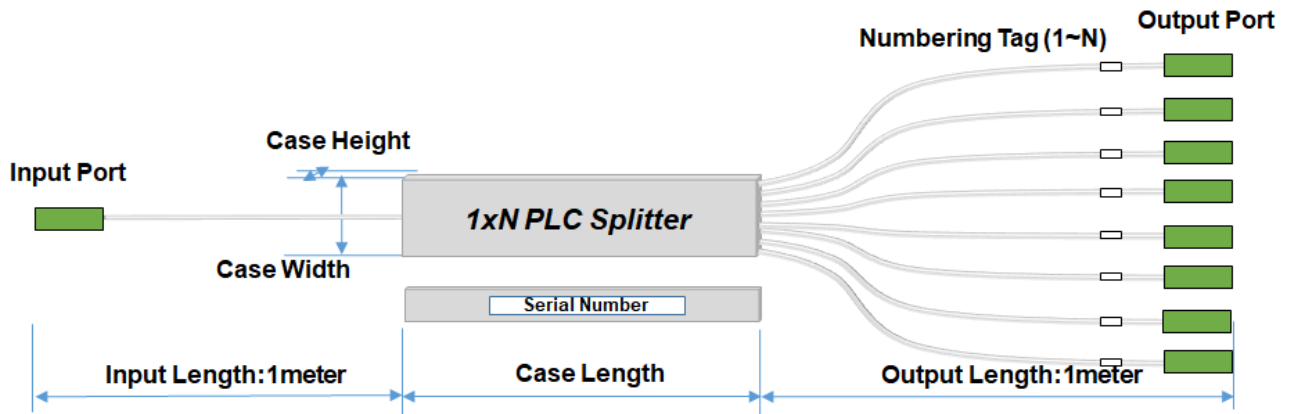 Output Port
Numbering Tag (1~N)
Case Height
Input Port
1xN PLC Splitter
Case Width
Serial Number
Input Length:1meter
Case Length
Output Length:1meter